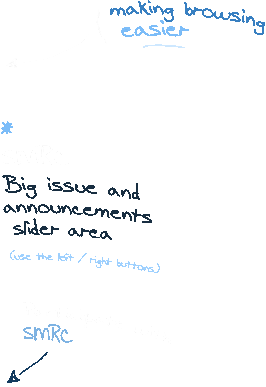 making browsing
easier
*
Big issue and
announcements
slider area
(use the left / right buttons)
smRc